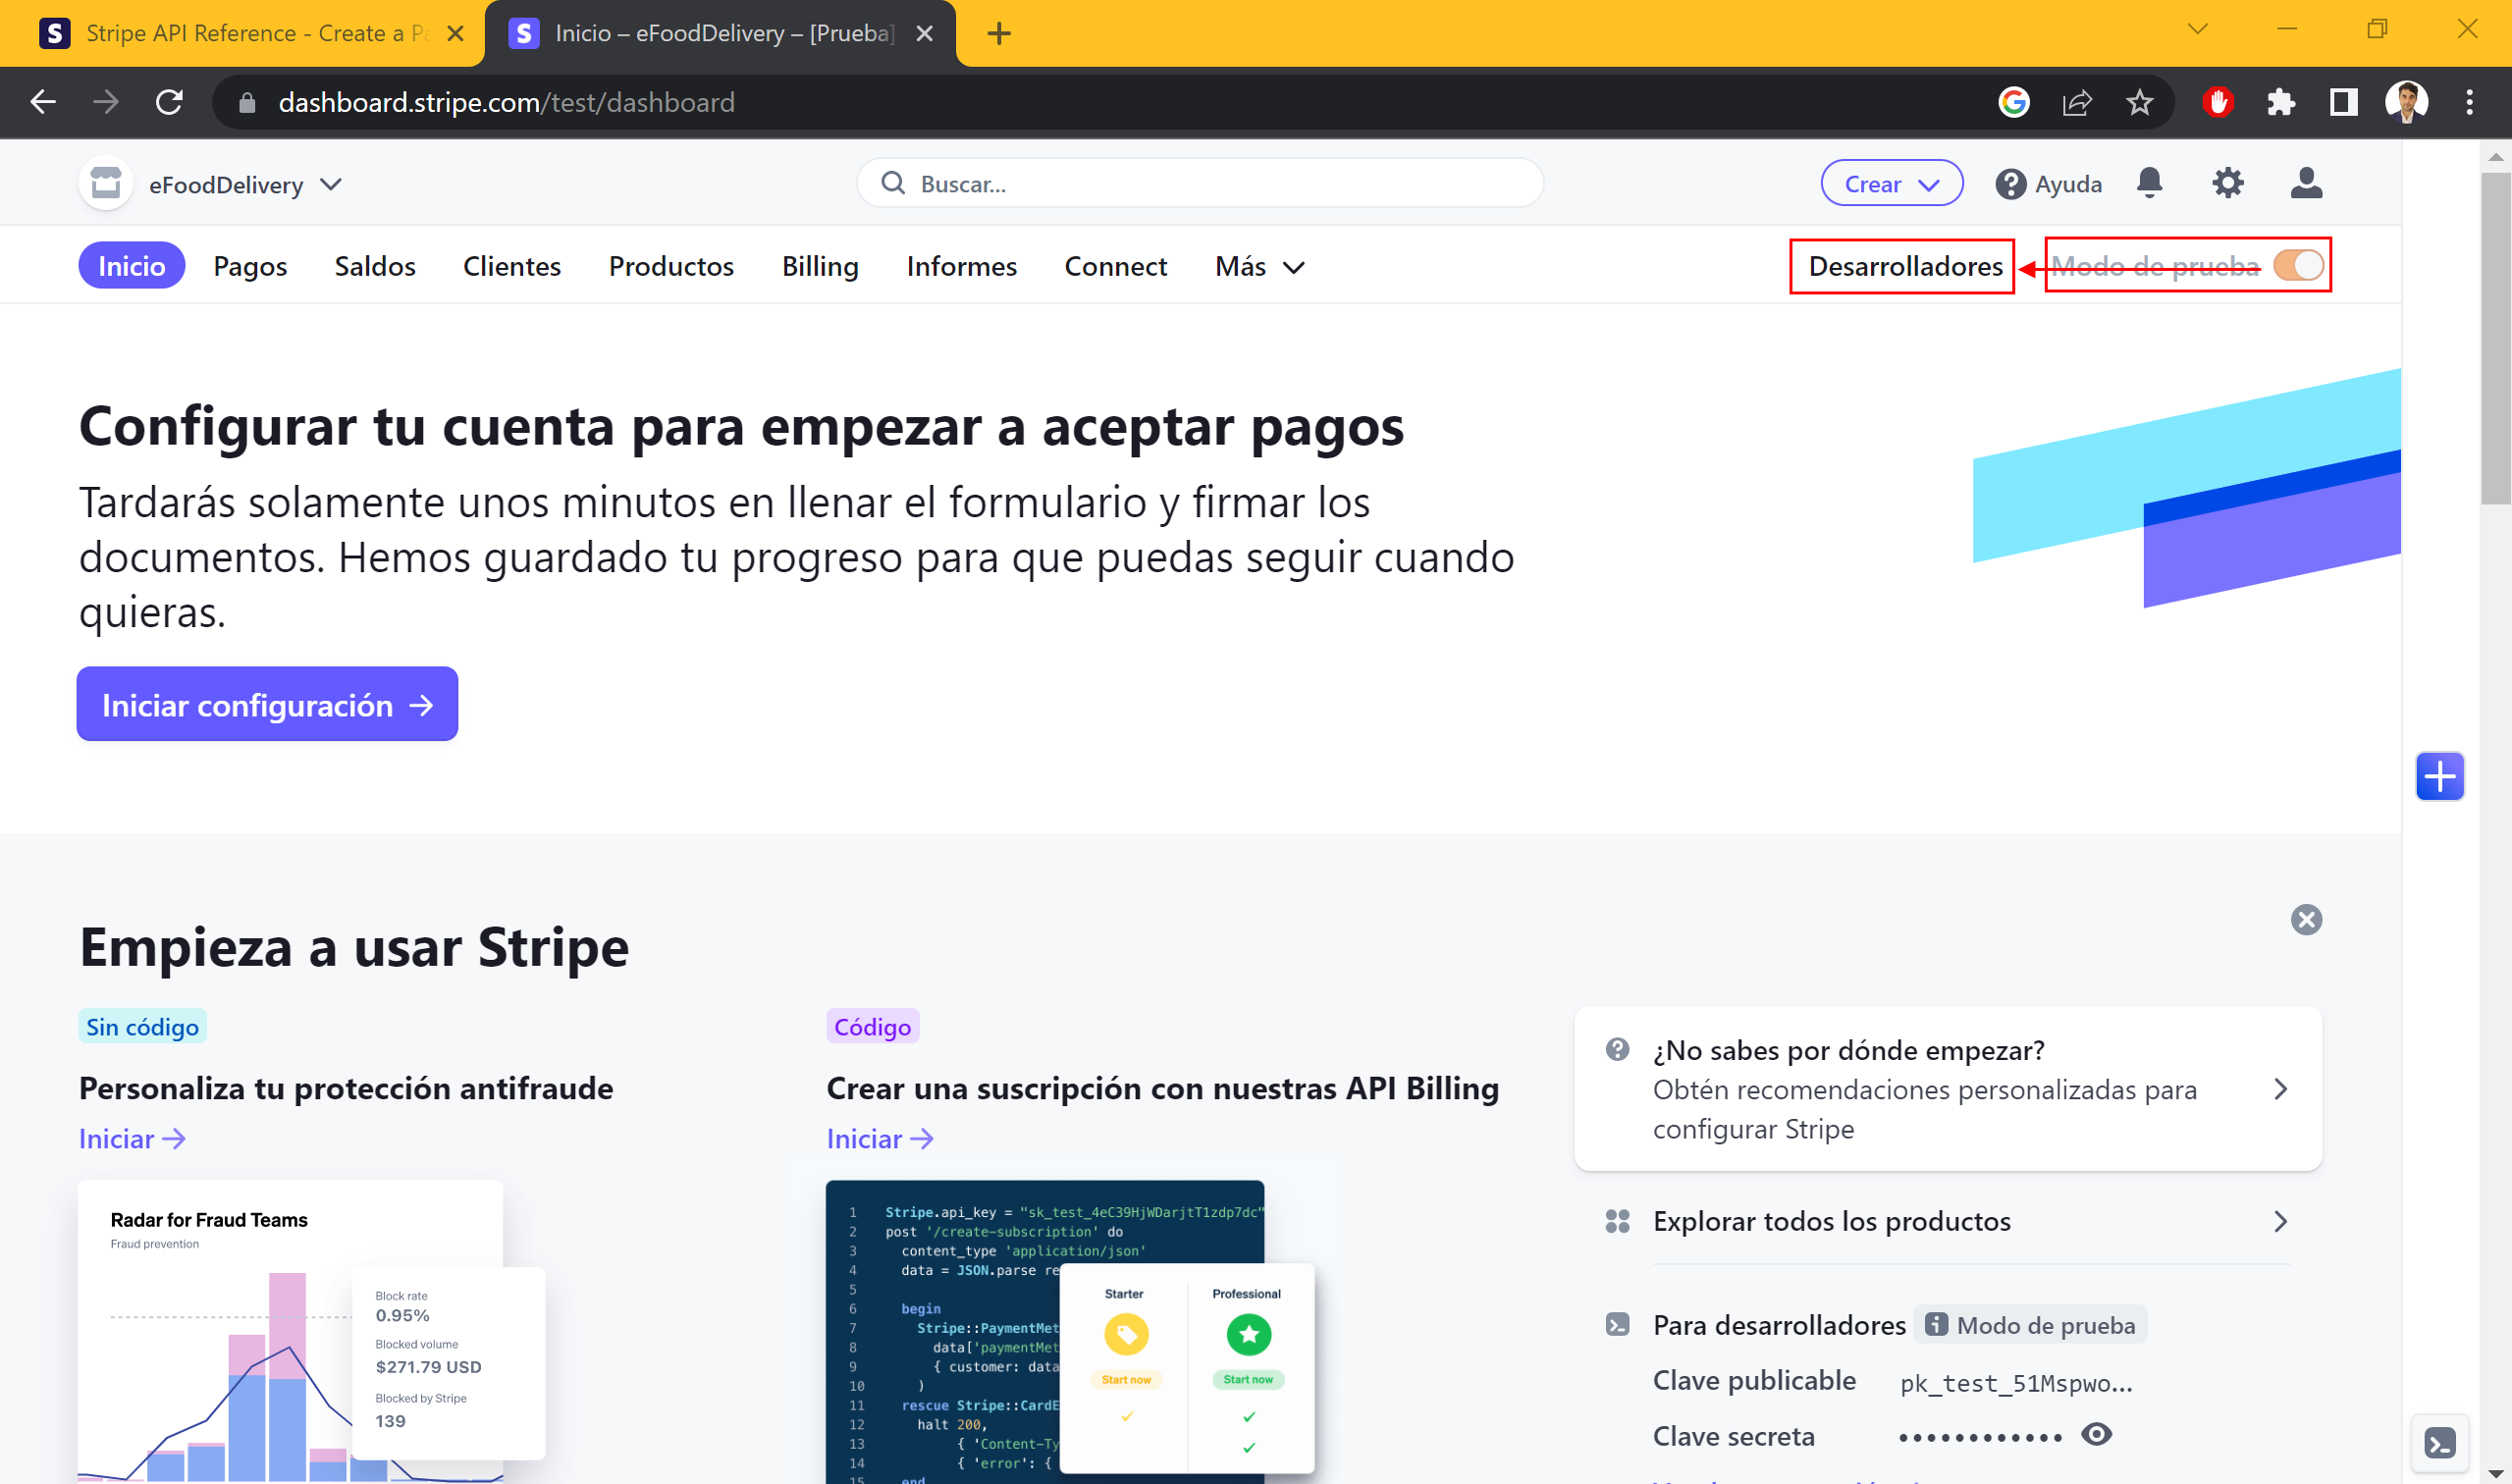 Stripe API Reference - Create a Pa
Inicio – eFoodDelivery – [Prueba]
dashboard.stripe.com/test/dashboard
eFoodDelivery
Buscar...
Crear
Ayuda
Inicio
Pagos
Saldos
Clientes
Productos
Billing
Informes
Connect
Más
Desarrolladores
Modo de prueba
Configurar tu cuenta para empezar a aceptar pagos
Tardarás solamente unos minutos en llenar el formulario y firmar los
documentos. Hemos guardado tu progreso para que puedas seguir cuando
quieras.
Iniciar configuración
Empieza a usar Stripe
Sin código
Personaliza tu protección antifraude
Iniciar
Radar for Fraud Teams
Fraud prevention
Block rate
0.95%
Blocked volume
$271.79 USD
Blocked by Stripe
139
Código
Crear una suscripción con nuestras API Billing
Iniciar
1 Stripe.api_key = "sk_test_4eC39HjWDarjtT1zdp7dc"
2 post '/create-subscription' do
3 content_type 'application/json'
4 data = JSON.parse re
5
6 begin
7 Stripe::PaymentMet
8 data['paymentMet
9 { customer: data
10 )
11 rescue Stripe::CardE
12 halt 200,
13 { 'Content-Ty
14 { 'error': {
15 end
Starter
Start now
Professional
Start now
¿No sabes por dónde empezar?
Obtén recomendaciones personalizadas para
configurar Stripe
Explorar todos los productos
Para desarrolladores
Modo de prueba
Clave publicable
pk_test_51Mspwo...
Clave secreta
••••••••••••